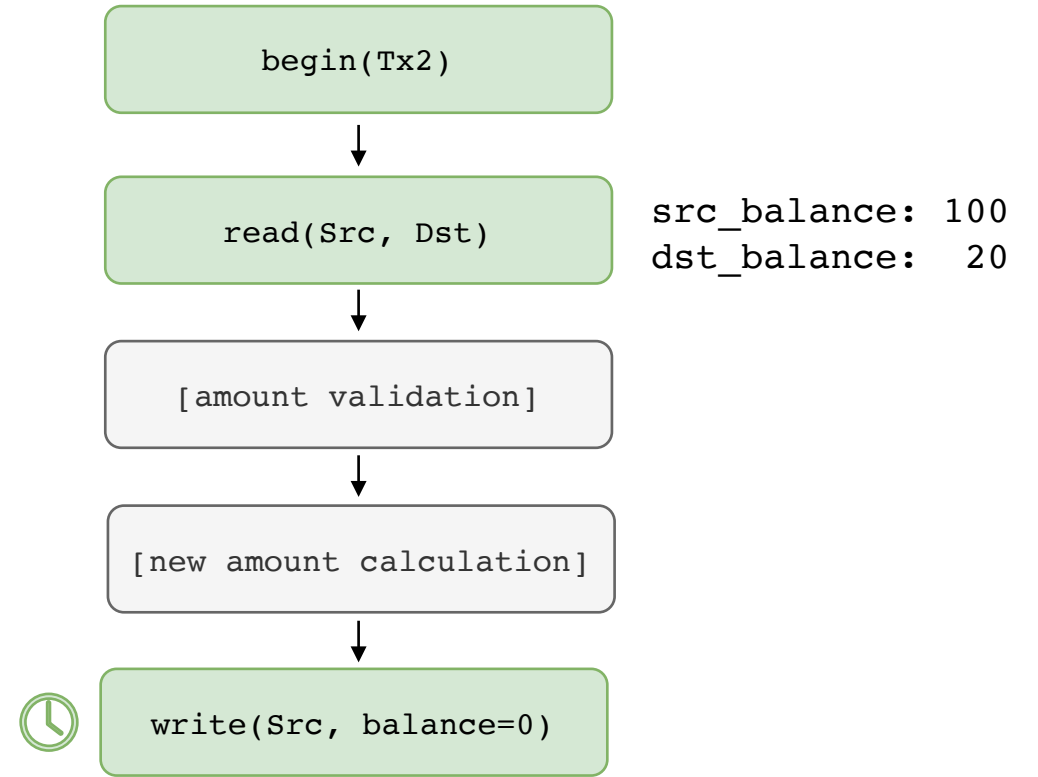 begin(Tx2)
read(Src, Dst)
src_balance: 100
dst_balance: 20
[amount validation]
[new amount calculation]
write(Src, balance=0)